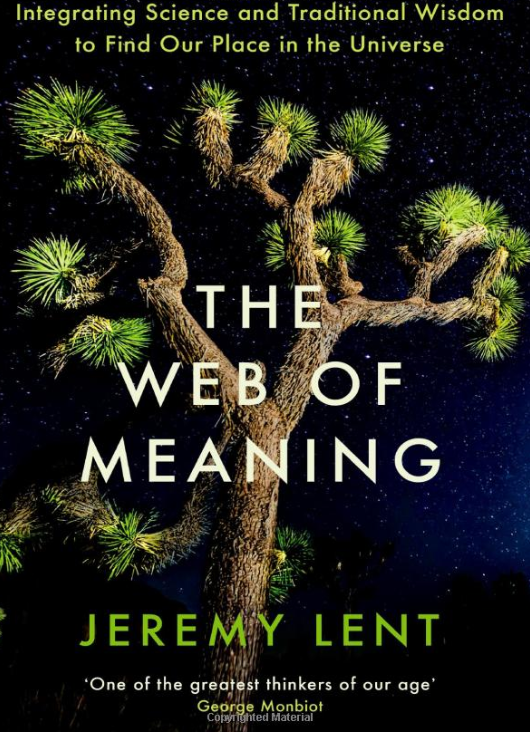 Integrating Science and Traditional Wisdom
to Find Our Place in the Universe
THE
WEB OF
MEANING
JEREMY LENT
‘One of the greatest thinkers of our age’
George Monbiot
Copyrighted Material